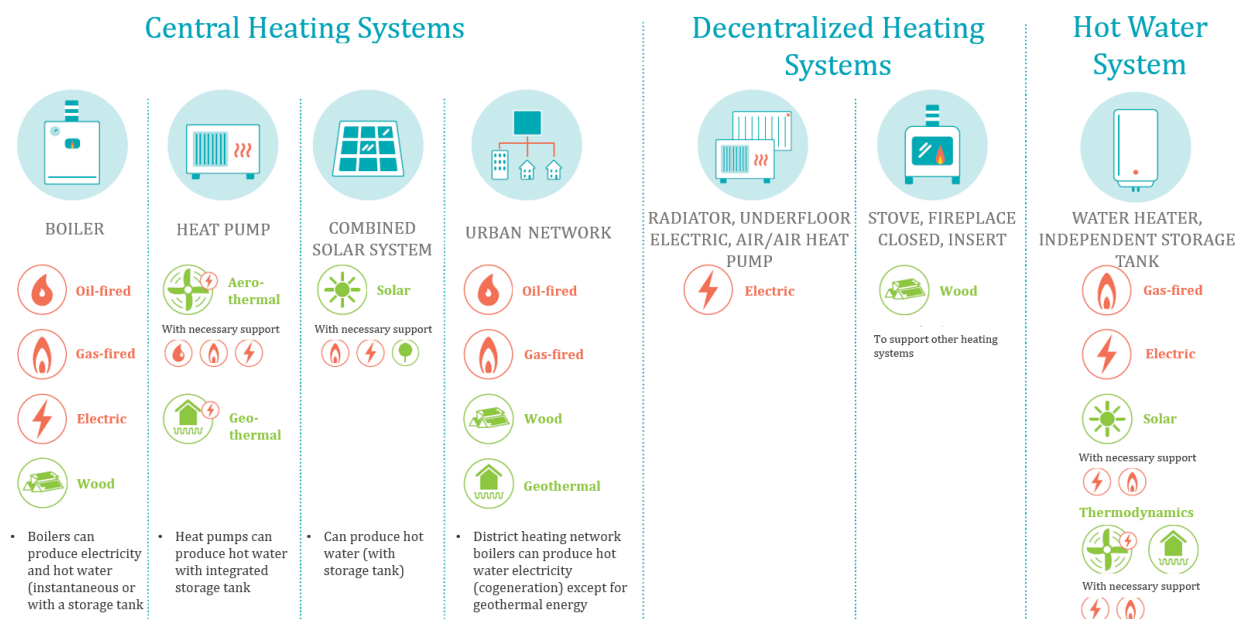 Central Heating Systems
Decentralized Heating
Systems
Hot Water
System
BOILER
Oil-fired
Gas-fired
Electric
Wood
• Boilers can
produce electricity
and hot water
(instantaneous or
with a storage tank
HEAT PUMP
Aero-
thermal
With necessary support
Geo-
thermal
• Heat pumps can
produce hot water
with integrated
storage tank
COMBINED
SOLAR SYSTEM
Solar
With necessary support
• Can produce hot
water (with
storage tank)
URBAN NETWORK
Oil-fired
Gas-fired
Wood
Geothermal
• District heating network
boilers can produce hot
water electricity
(cogeneration) except for
geothermal energy
RADIATOR, UNDERFLOOR
ELECTRIC, AIR/AIR HEAT
PUMP
Electric
STOVE, FIREPLACE
CLOSED, INSERT
Wood
To support other heating
systems
WATER HEATER,
INDEPENDENT STORAGE
TANK
Gas-fired
Electric
Solar
With necessary support
Thermodynamics
With necessary support